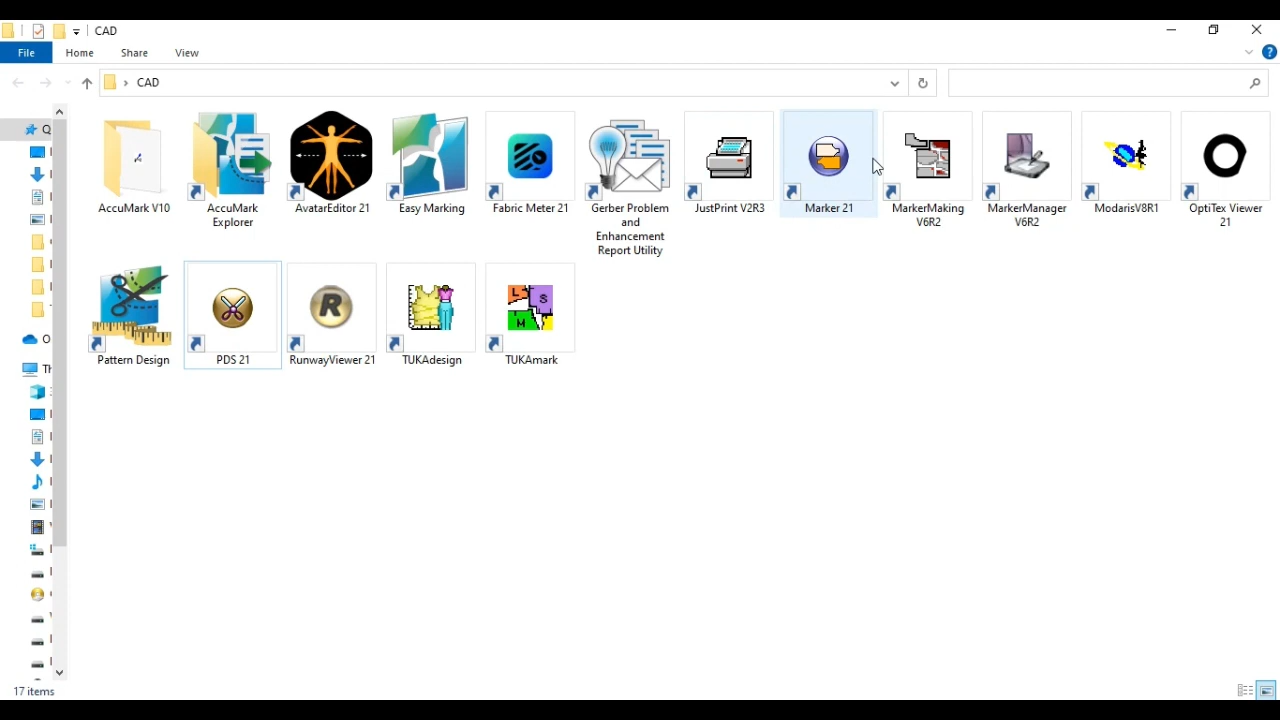 CAD
File Home Share View
CAD
AccuMark V10
AccuMark
Explorer
AvatarEditor 21
Easy Marking
Fabric Meter 21
Gerber Problem
and
Enhancement
Report Utility
JustPrint V2R3
Marker 21
MarkerMaking
V6R2
MarkerManager
V6R2
ModarisV8R1
OptiTex Viewer
21
Pattern Design
PDS 21
R
RunwayViewer 21
TUKAdesign
L S
M
TUKAmark
17 items